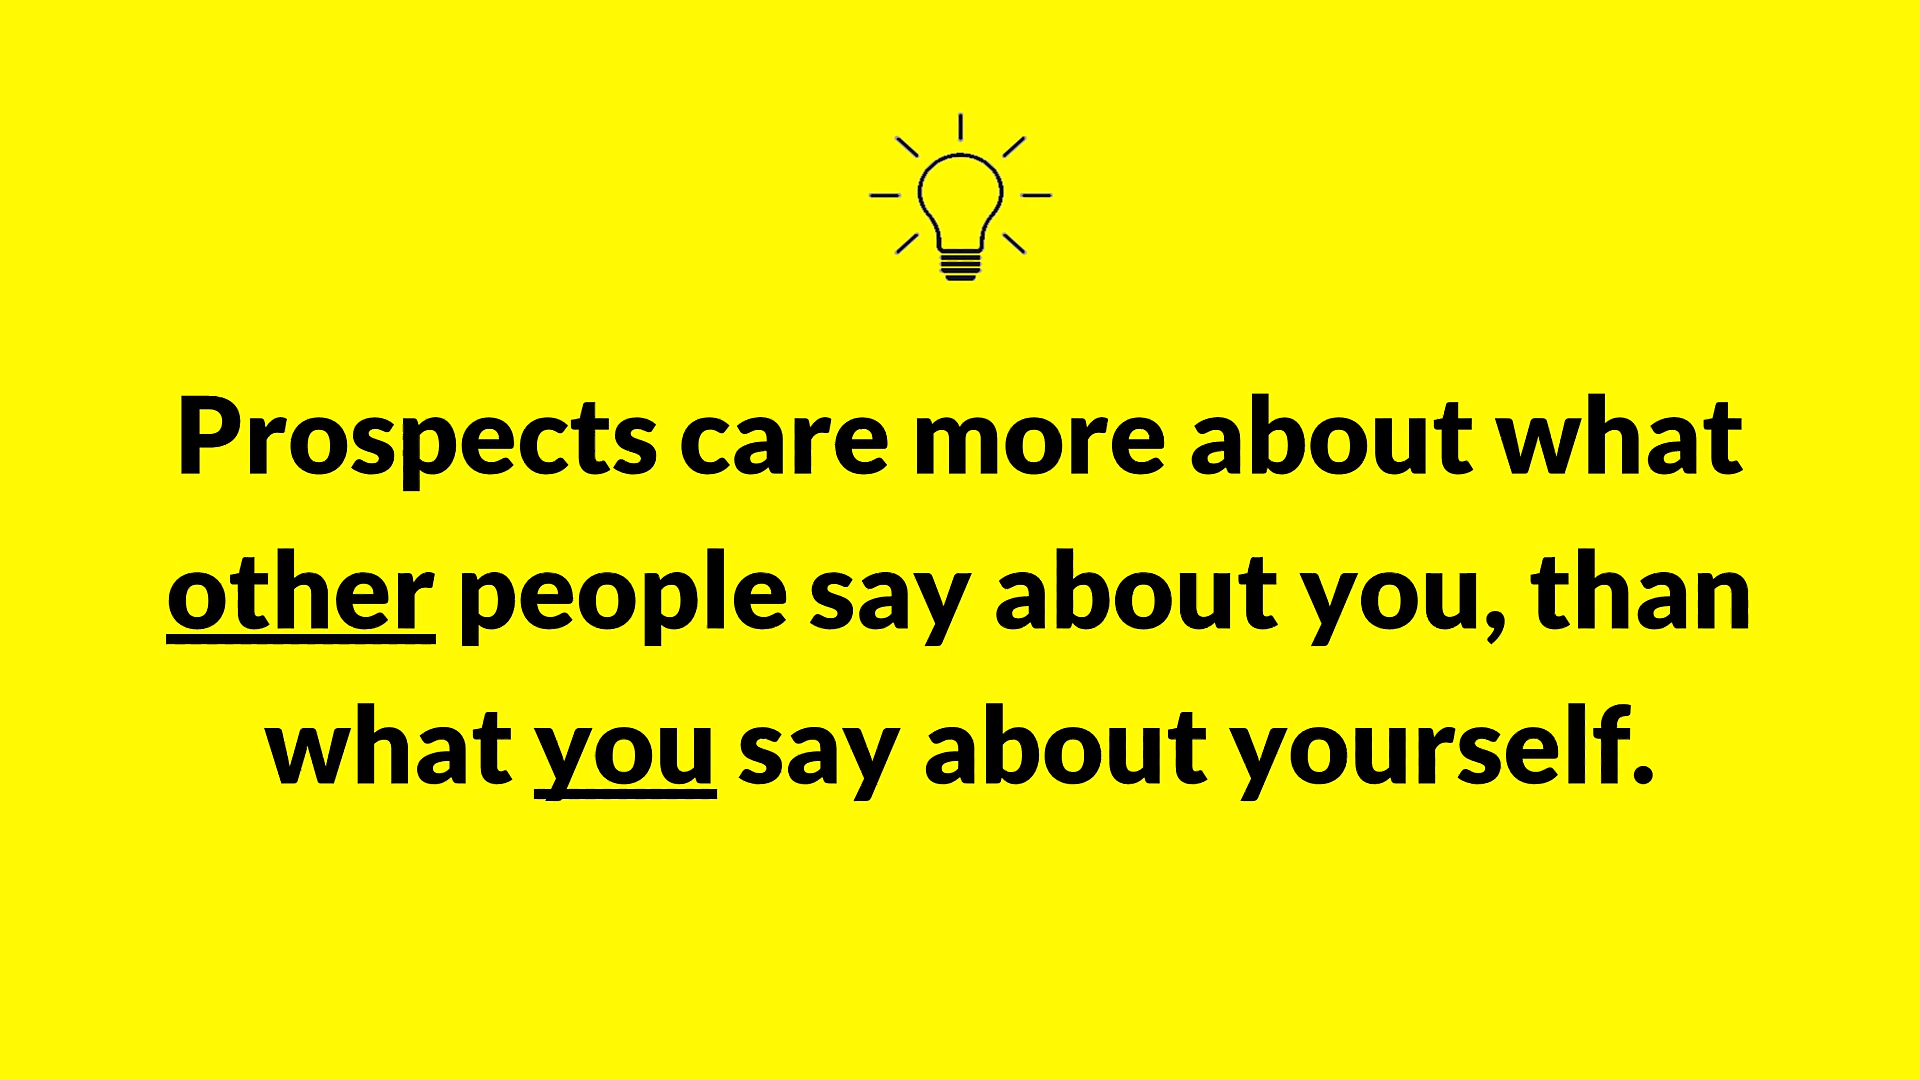 Prospects care more about what
other people say about you, than
what you say about yourself.